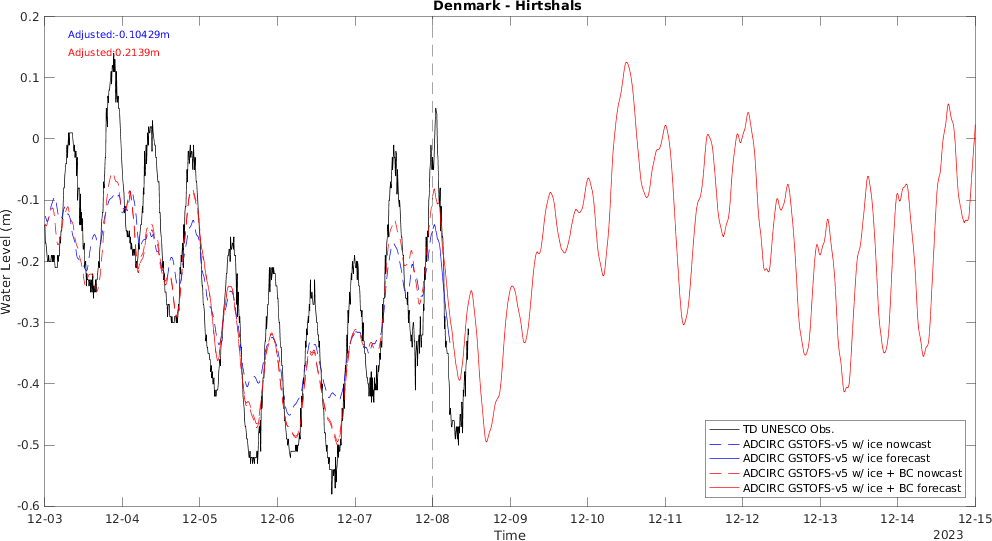 Denmark - Hirtshals
0.2
Adjusted:-0.10429m
Adjusted:0.2139m
0.1
0
-0.1
-0.2
-0.3
-0.4
-0.5
-0.6
Water Level (m)
TD UNESCO Obs.
ADCIRC GSTOFS-v5 w/ ice nowcast
ADCIRC GSTOFS-v5 w/ ice forecast
ADCIRC GSTOFS-v5 w/ ice + BC nowcast
ADCIRC GSTOFS-v5 w/ ice + BC forecast
12-03 12-04 12-05 12-06 12-07 12-08 12-09 12-10 12-11 12-12 12-13 12-14 12-15
Time
2023